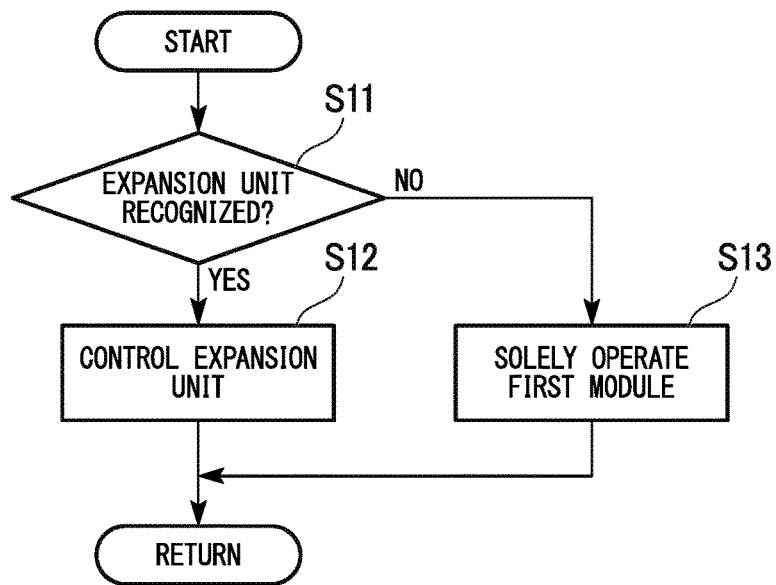 START
S11
EXPANSION UNIT
RECOGNIZED?
NO
YES
S12
S13
CONTROL EXPANSION
UNIT
SOLELY OPERATE
FIRST MODULE
RETURN